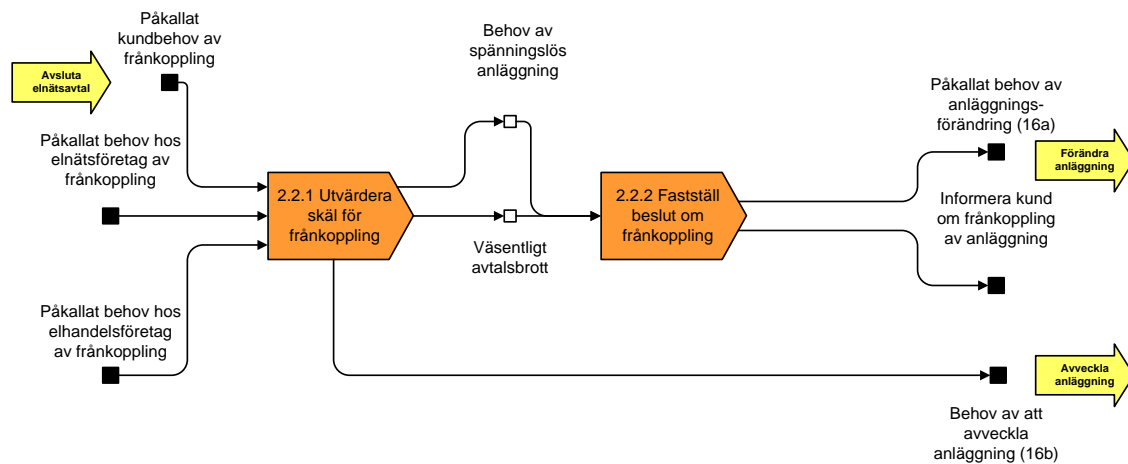 Påkallat
kundbehov av
frånkoppling
Avsluta
elnätsavtal
Påkallat behov hos
elnätsföretag av
frånkoppling
Påkallat behov hos
elhandelsföretag
av frånkoppling
2.2.1 Utvärdera
skäl för
frånkoppling
Behov av
spänningslös
anläggning
Väsentligt
avtalsbrott
2.2.2 Fastställ
beslut om
frånkoppling
Påkallat behov av
anläggnings-
förändring (16a)
Förändra
anläggning
Informera kund
om frånkoppling
av anläggning
Avveckla
anläggning
Behov av att
avveckla
anläggning (16b)